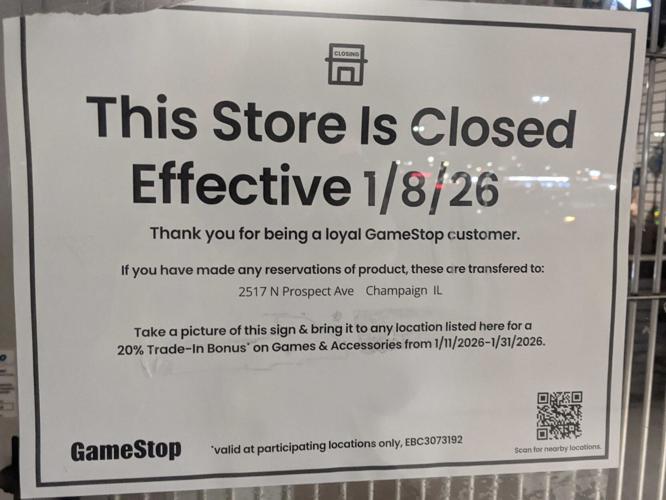 CLOSING
This Store Is Closed
Effective 1/8/26
Thank you for being a loyal GameStop customer.
If you have made any reservations of product, these are transfered to:
2517 N Prospect Ave Champaign IL
Take a picture of this sign & bring it to any location listed here for a
20% Trade-In Bonus* on Games & Accessories from 1/11/2026-1/31/2026.
GameStop
*valid at participating locations only, EBC3073192
Scan for nearby locations.